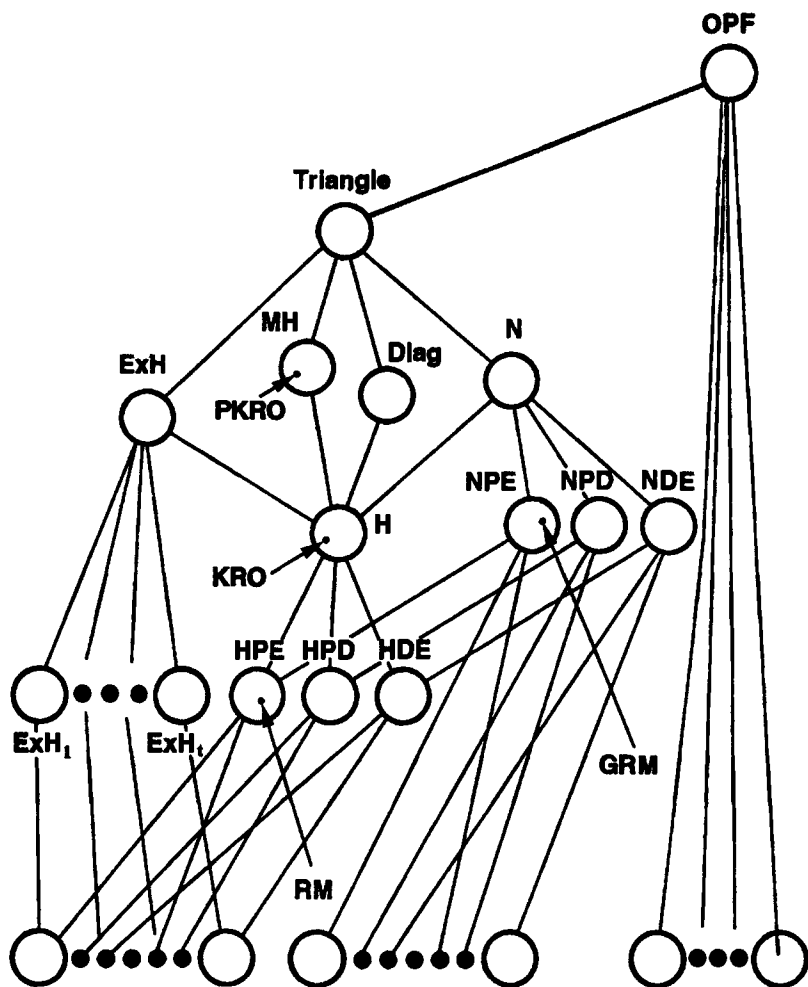 OPF
Triangle
MH
N
ExH
Diag
PKRO
NPE
NPD
NDE
H
KRO
HPE
HPD
HDE
ExH₁
ExHₜ
GRM
RM